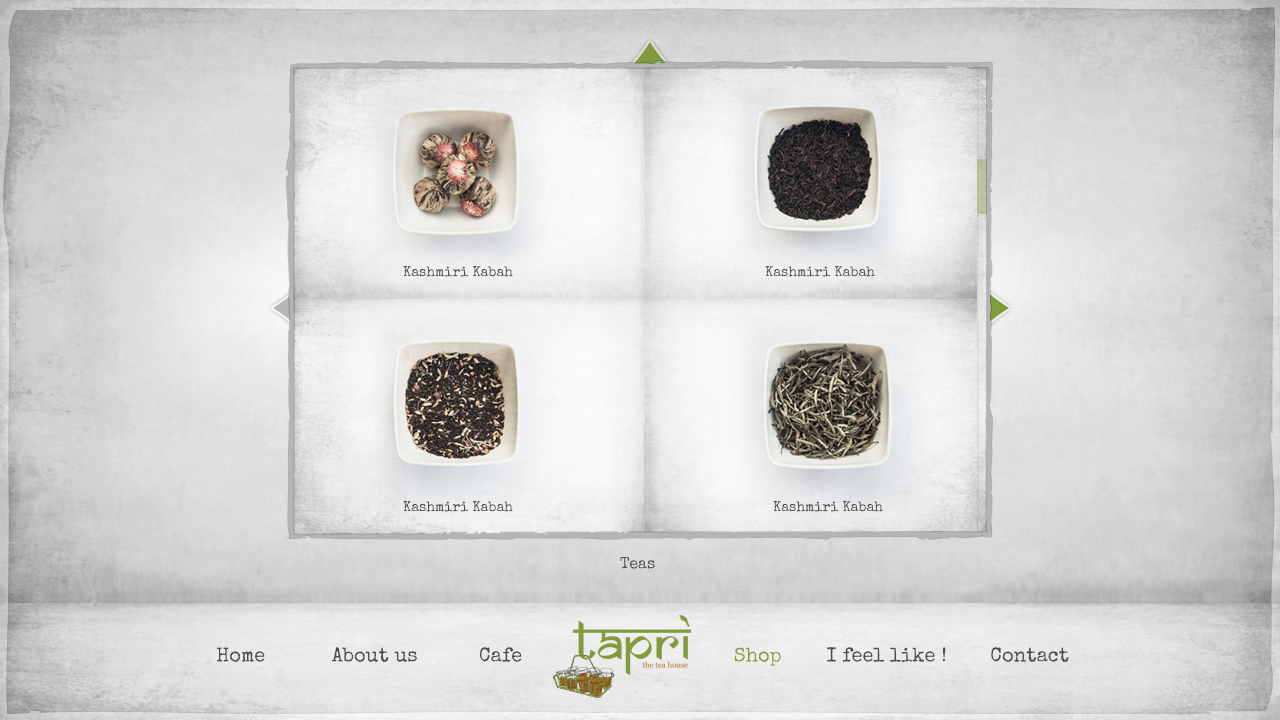 Kashmiri Kabah
Kashmiri Kabah
Kashmiri Kabah
Kashmiri Kabah
Teas
Home
About us
Cafe
tapri
the tea house
Shop
I feel like !
Contact